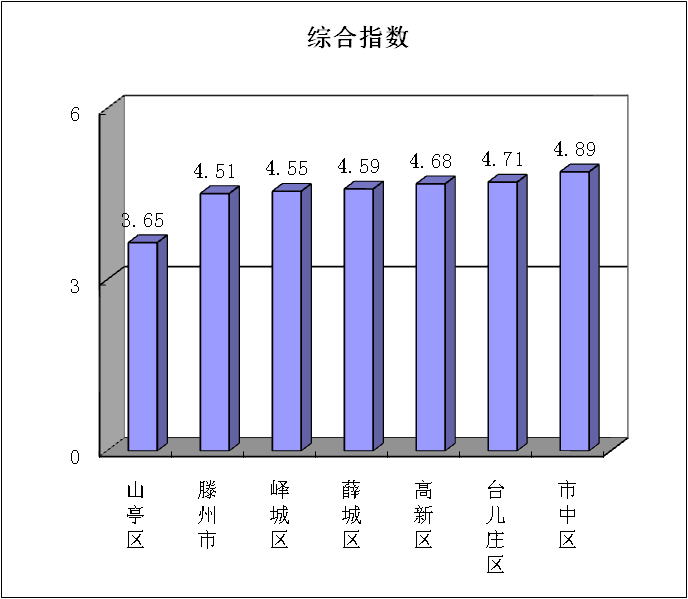 综合指数
6
3
0
3.65
4.51
4.55
4.59
4.68
4.71
4.89
山亭区
滕州市
峄城区
薛城区
高新区
台儿庄区
市中区